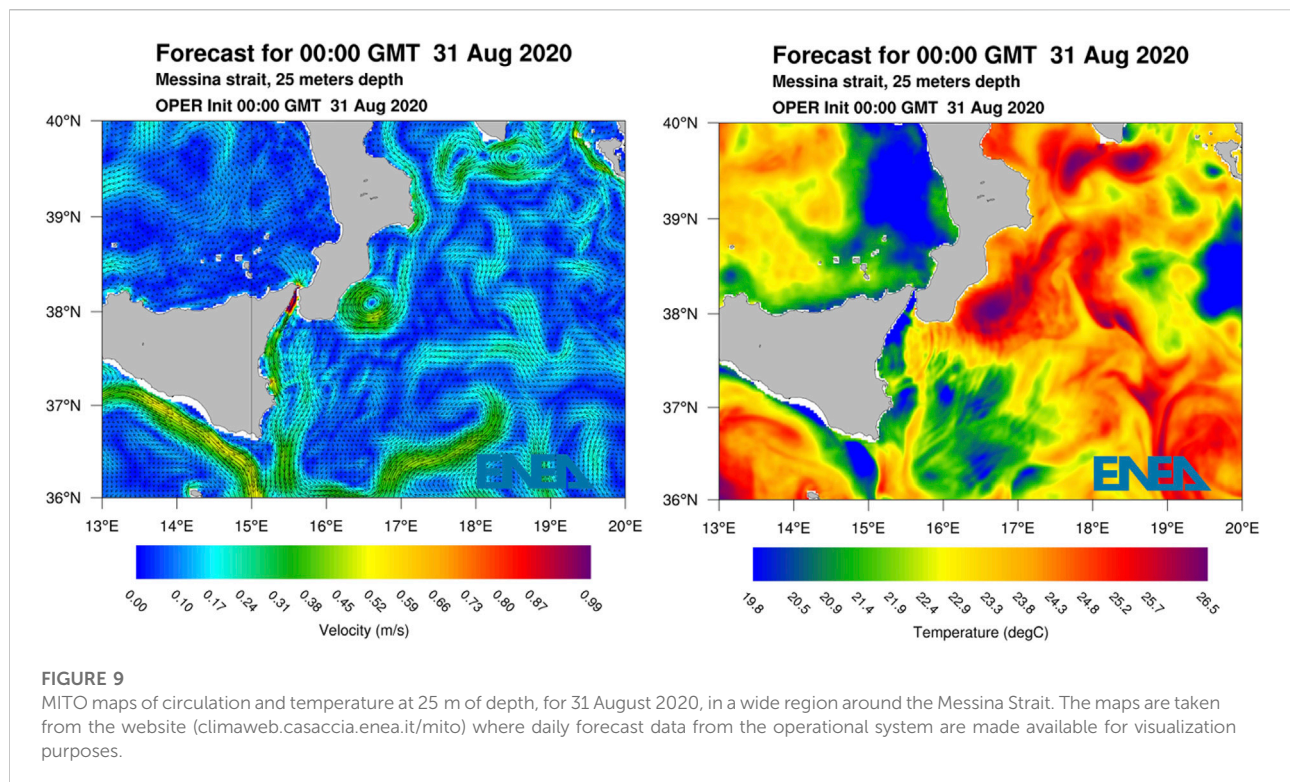 Forecast for 00:00 GMT 31 Aug 2020
Messina strait, 25 meters depth
OPER Init 00:00 GMT 31 Aug 2020
40°N
39°N
38°N
37°N
36°N
13°E 14°E 15°E 16°E 17°E 18°E 19°E 20°E
ENEA
0.00 0.10 0.17 0.24 0.31 0.38 0.45 0.52 0.59 0.66 0.73 0.80 0.87 0.99
Velocity (m/s)
Forecast for 00:00 GMT 31 Aug 2020
Messina strait, 25 meters depth
OPER Init 00:00 GMT 31 Aug 2020
40°N
39°N
38°N
37°N
36°N
13°E 14°E 15°E 16°E 17°E 18°E 19°E 20°E
ENEA
19.8 20.5 20.9 21.4 21.9 22.4 22.9 23.3 23.8 24.3 24.8 25.2 25.7 26.5
Temperature (degC)
FIGURE 9
MITO maps of circulation and temperature at 25 m of depth, for 31 August 2020, in a wide region around the Messina Strait. The maps are taken
from the website (climaweb.casaccia.enea.it/mito) where daily forecast data from the operational system are made available for visualization
purposes.